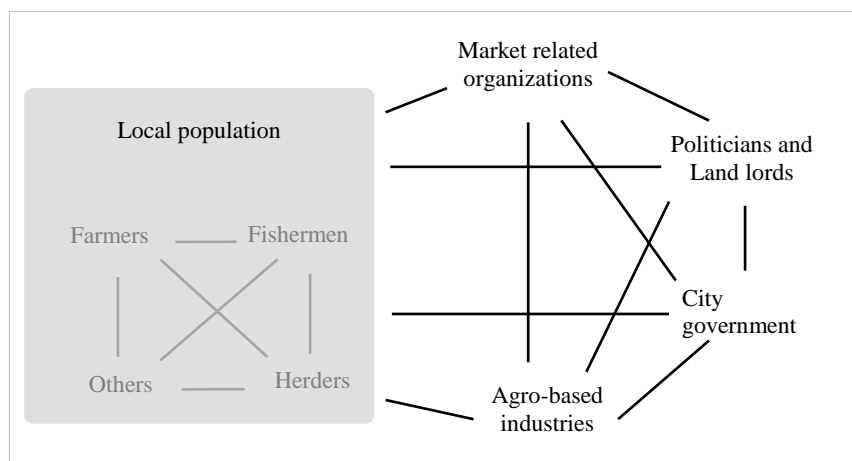 Market related
organizations
Local population
Politicians and
Land lords
Farmers
Fishermen
City
government
Others
Herders
Agro-based
industries